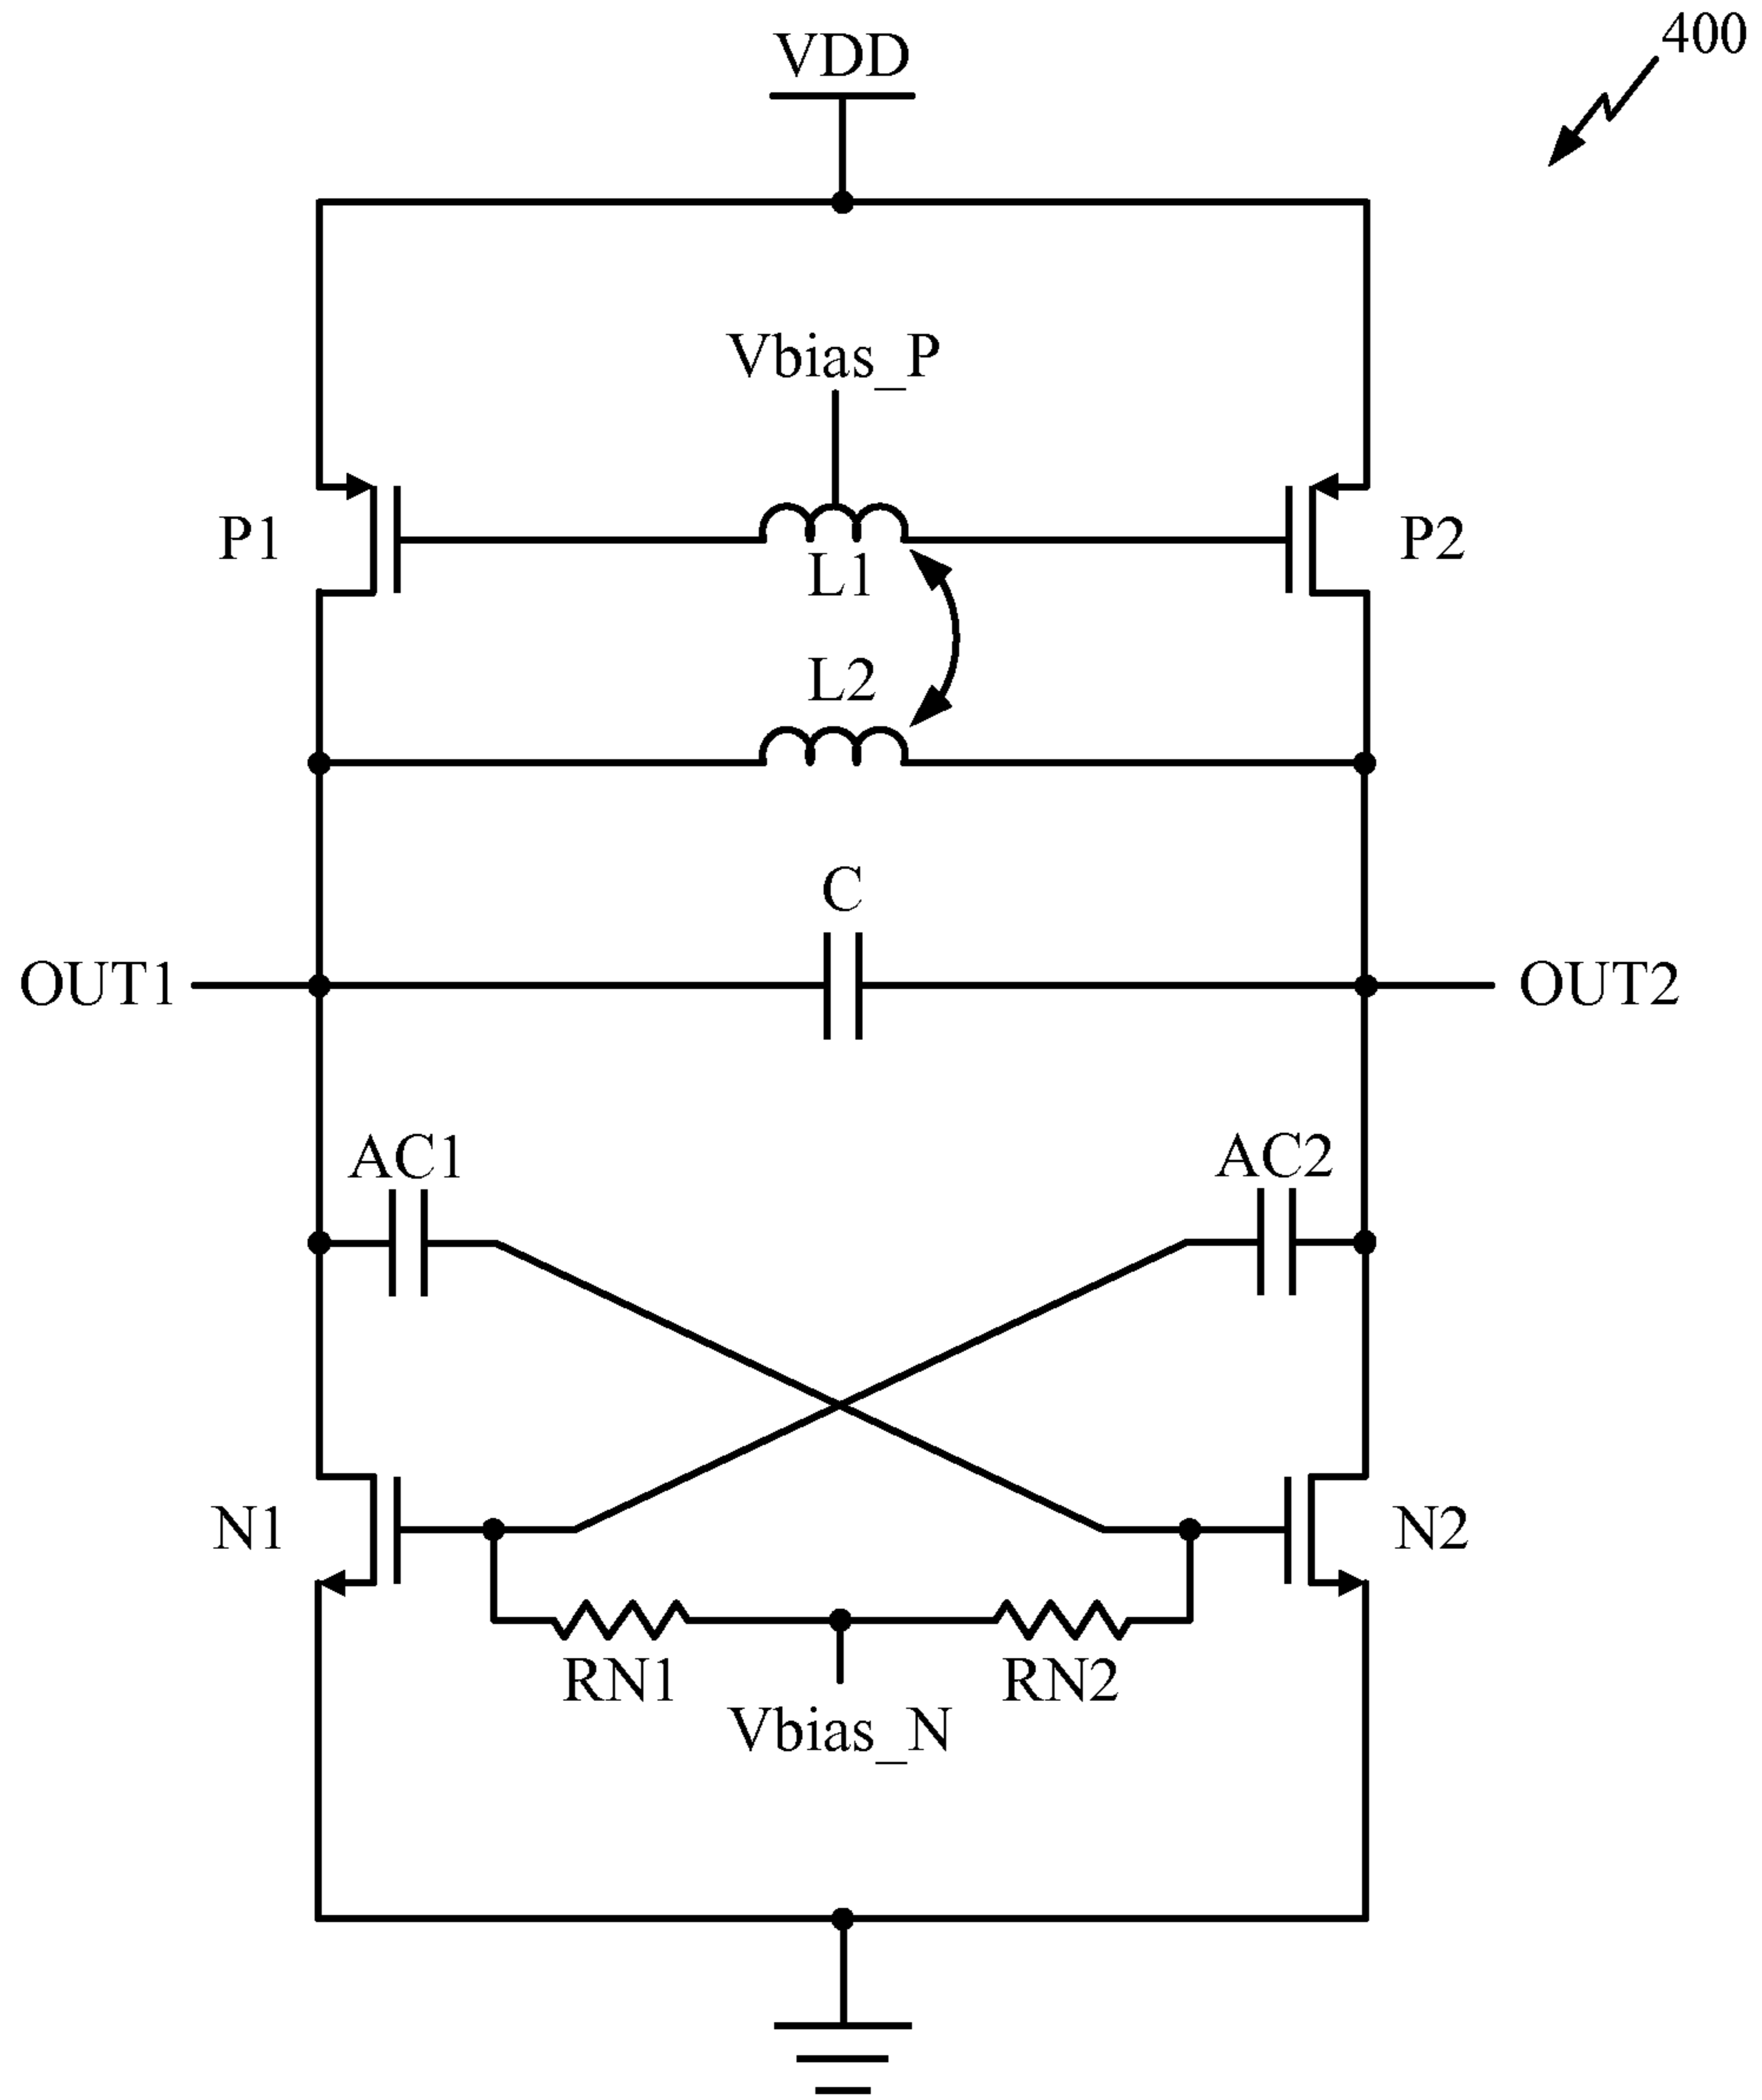 400
VDD
Vbias_P
P1
P2
L1
L2
C
OUT1
OUT2
AC1
AC2
N1
N2
RN1
RN2
Vbias_N